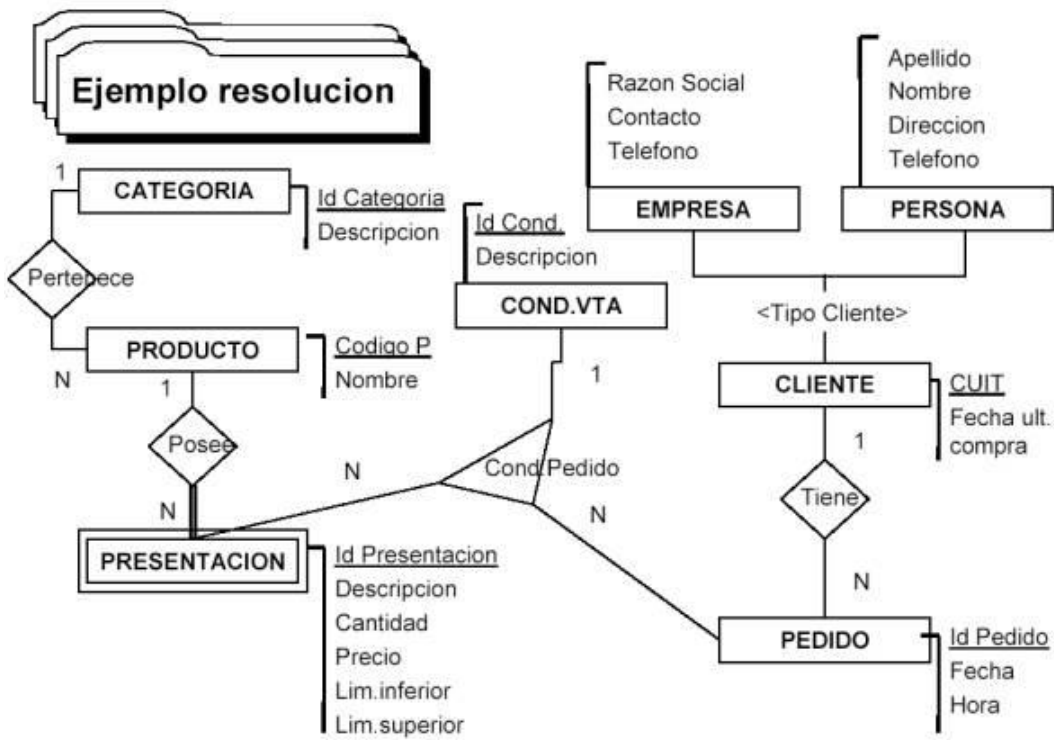 Ejemplo resolucion
Razon Social
Contacto
Telefono
Apellido
Nombre
Direccion
Telefono
1
CATEGORIA
Id Categoria
Descripcion
Id Cond.
Descripcion
EMPRESA
PERSONA
Pertenece
COND.VTA
<Tipo Cliente>
N
PRODUCTO
1
Codigo P
Nombre
1
CLIENTE
CUIT
Fecha ult.
compra
1
Posee
N
Cond.Pedido
N
Tiene
N
PRESENTACION
Id Presentacion
Descripcion
Cantidad
Precio
Lim.inferior
Lim.superior
N
PEDIDO
Id Pedido
Fecha
Hora